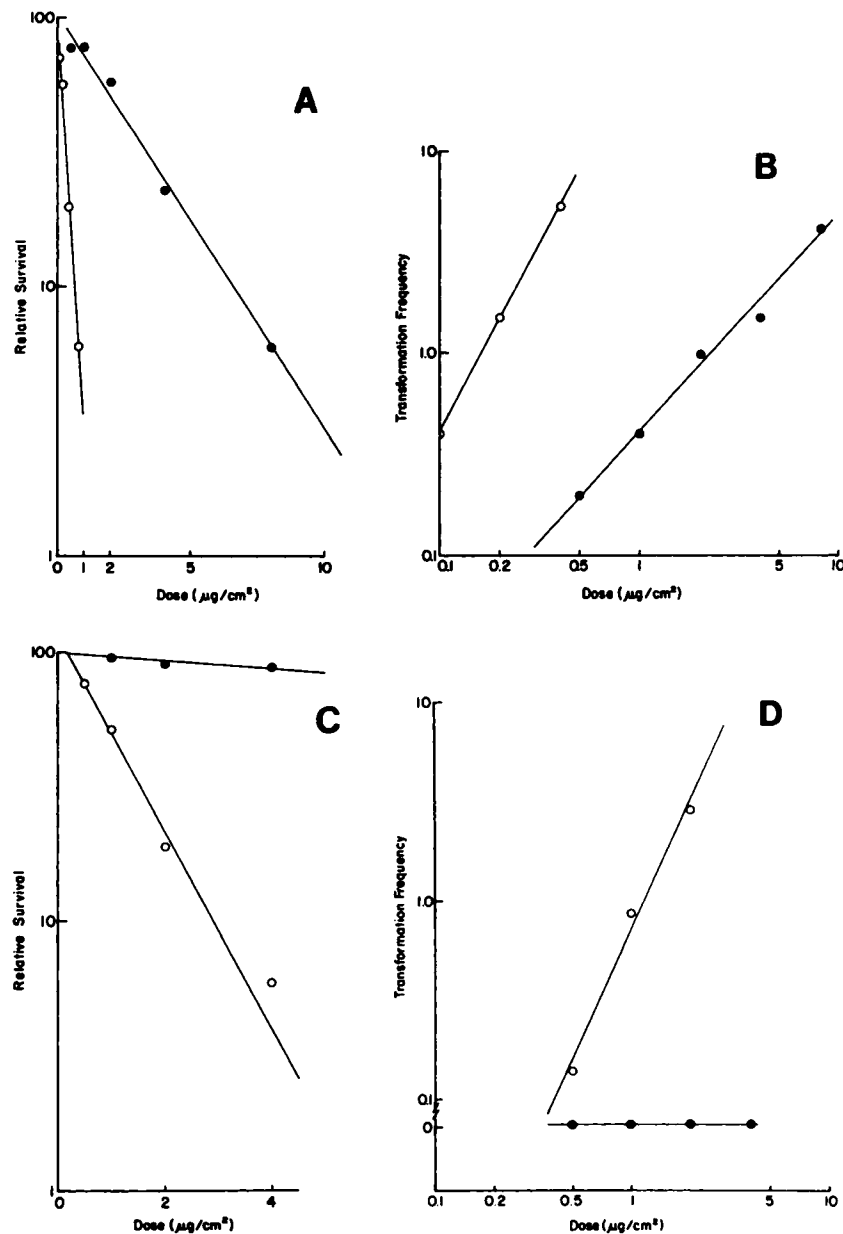 A
100
10
1
Relative Survival
0 1 2 5 10
Dose (μg/cm²)
B
10
1.0
0.1
Transformation Frequency
0.1 0.2 0.5 1 5 10
Dose (μg/cm²)
C
100
10
1
Relative Survival
0 2 4
Dose (μg/cm²)
D
10
1.0
0.1
0
Transformation Frequency
0.1 0.2 0.5 1 5 10
Dose (μg/cm²)